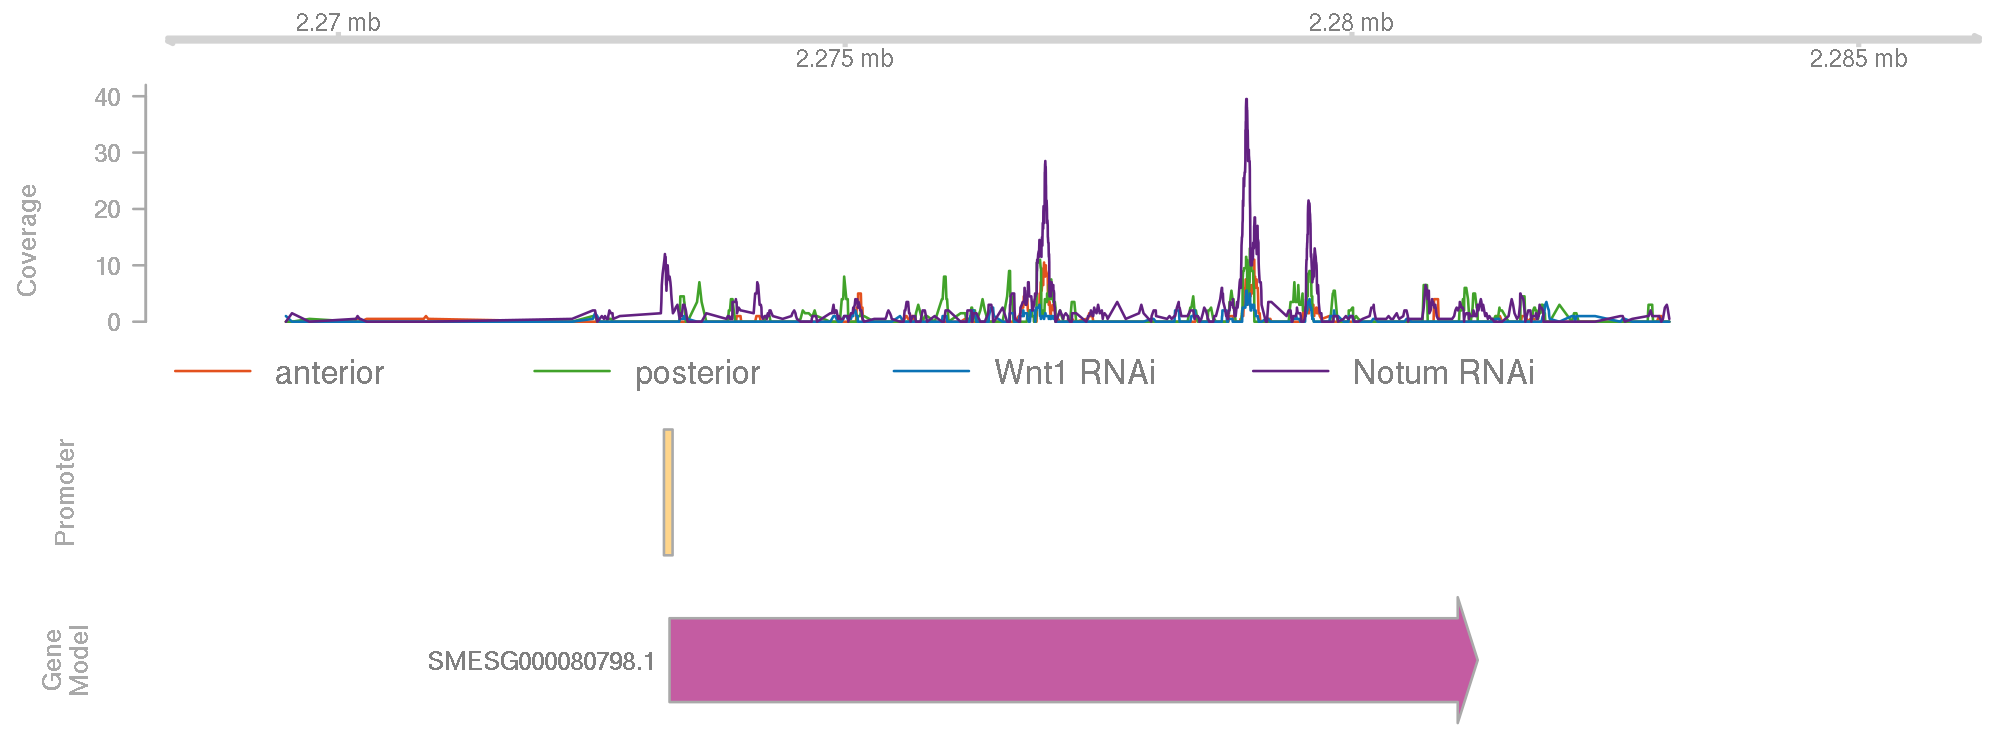 2.27 mb
2.28 mb
2.275 mb
2.285 mb
Coverage
40
30
20
10
0
anterior posterior Wnt1 RNAi Notum RNAi
Promoter
Gene
Model
SMESG000080798.1